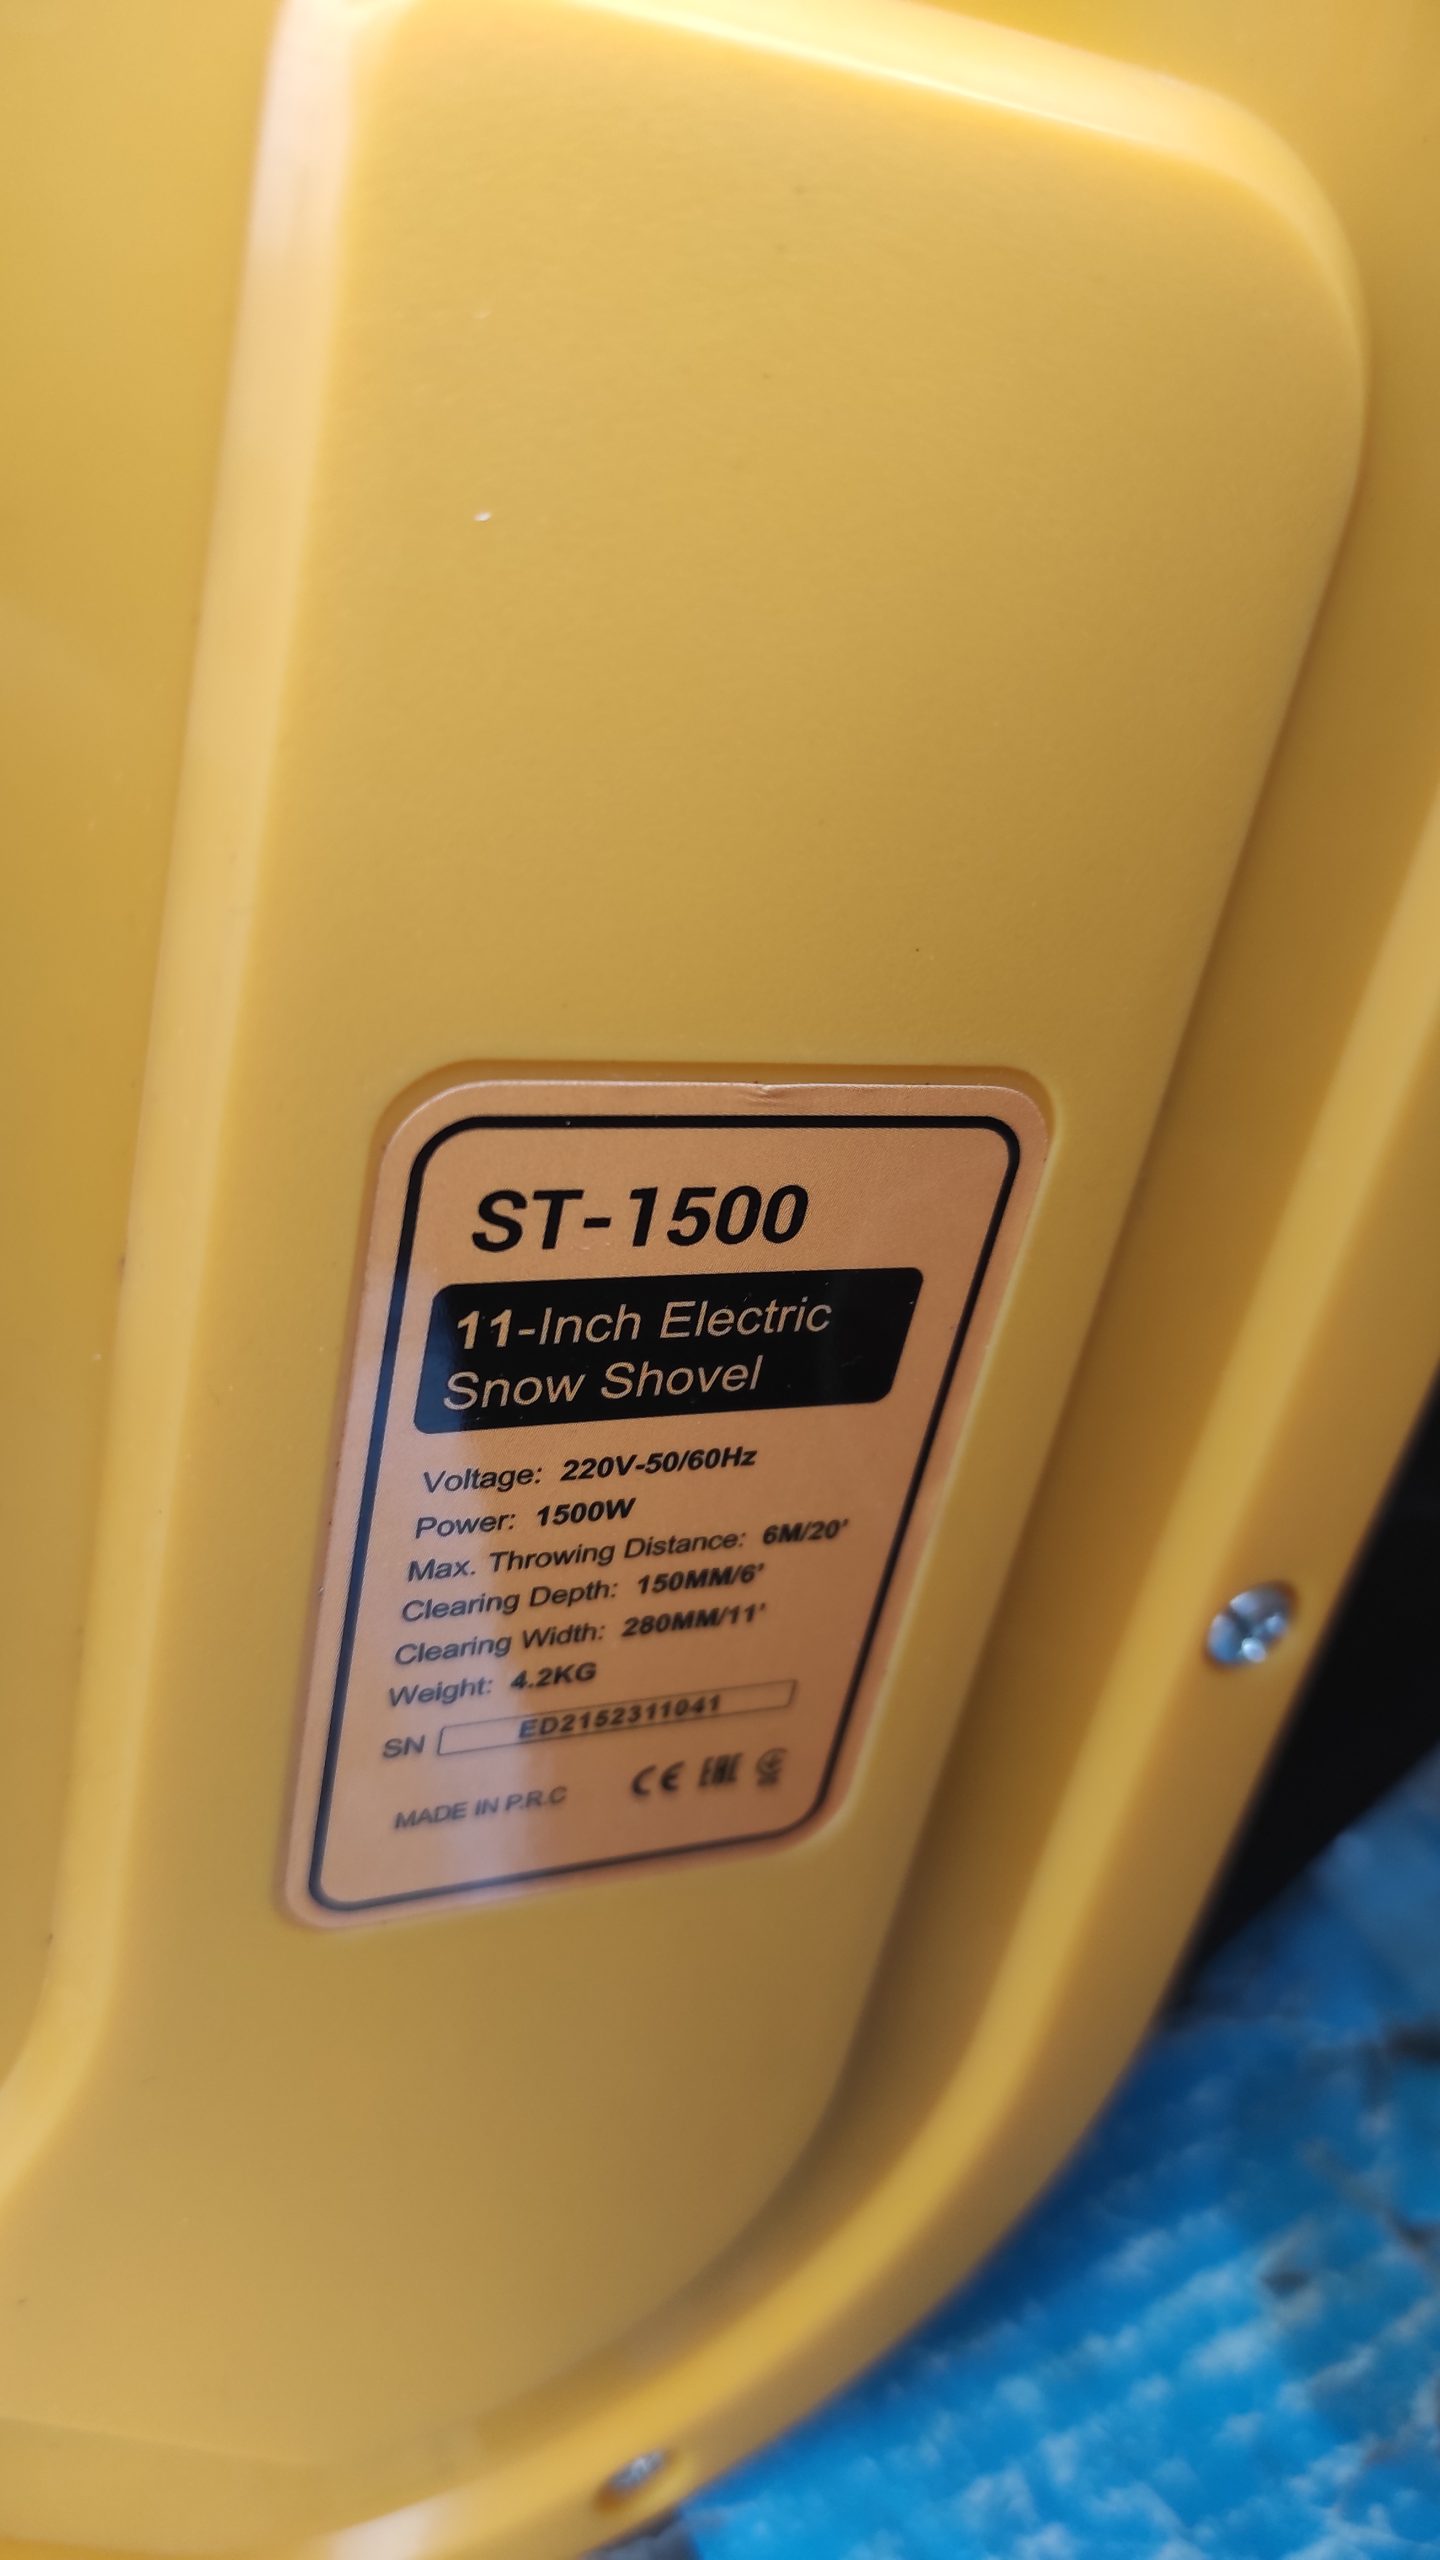 ST-1500
11-Inch Electric
Snow Shovel
Voltage: 220V-50/60Hz
Power: 1500W
Max. Throwing Distance: 6M/20'
Clearing Depth: 150MM/6'
Clearing Width: 280MM/11'
Weight: 4.2KG
SN ED2152311041
MADE IN P.R.C CE EAC